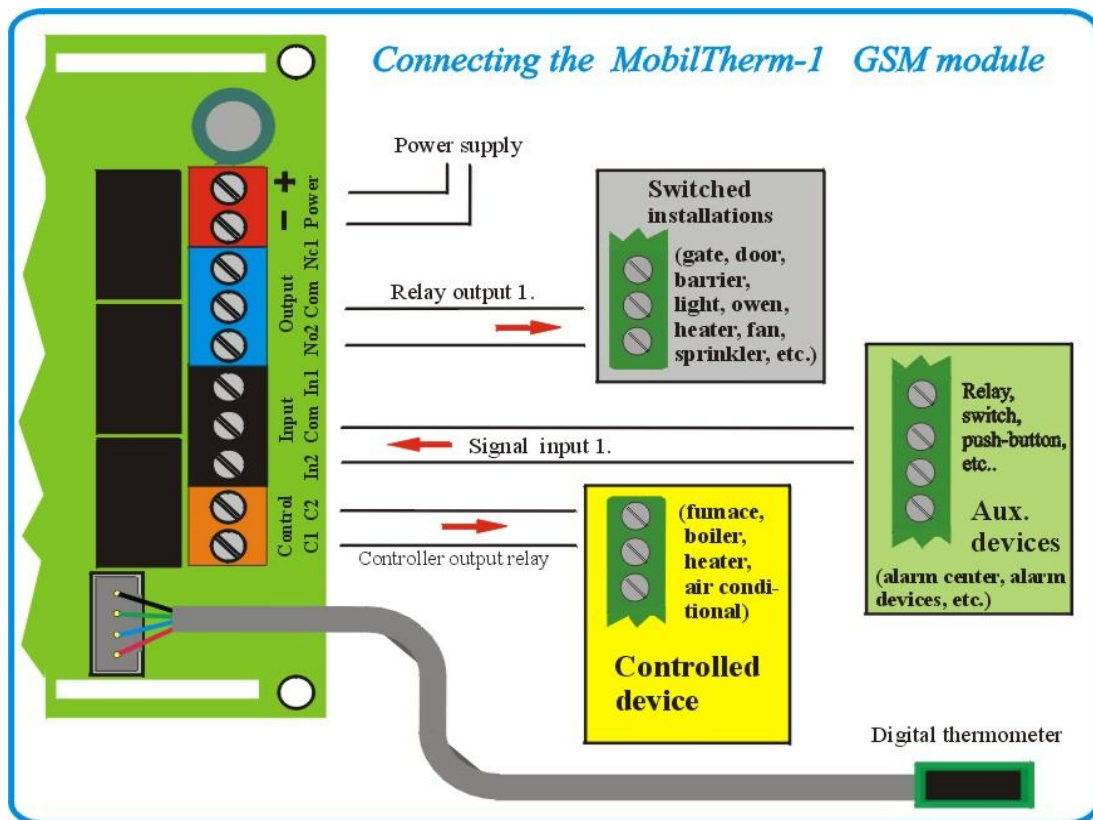 Connecting the MobilTherm-1 GSM module
Power supply
+
−
Power
Nc1
Com
No2
Output
In1
Com
In2
Input
C2
C1
Control
Relay output 1.
Signal input 1.
Controller output relay
Switched
installations
(gate, door,
barrier,
light, owen,
heater, fan,
sprinkler, etc.)
Relay,
switch,
push-button,
etc..
Aux.
devices
(alarm center, alarm
devices, etc.)
(fumace,
boiler,
heater,
air condi-
tional)
Controlled
device
Digital thermometer